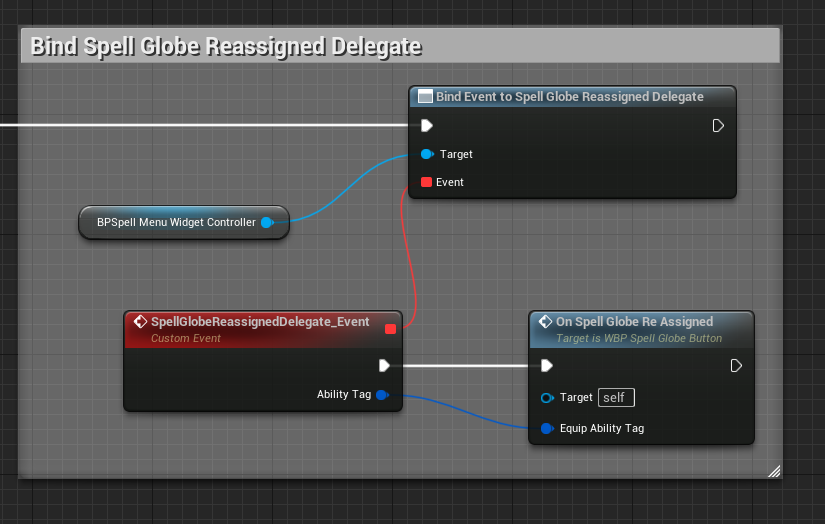 Bind Spell Globe Reassigned Delegate
Bind Event to Spell Globe Reassigned Delegate
Target
Event
BPSpell Menu Widget Controller
SpellGlobeReassignedDelegate_Event
Custom Event
Ability Tag
On Spell Globe Re Assigned
Target is WBP Spell Globe Button
Target self
Equip Ability Tag